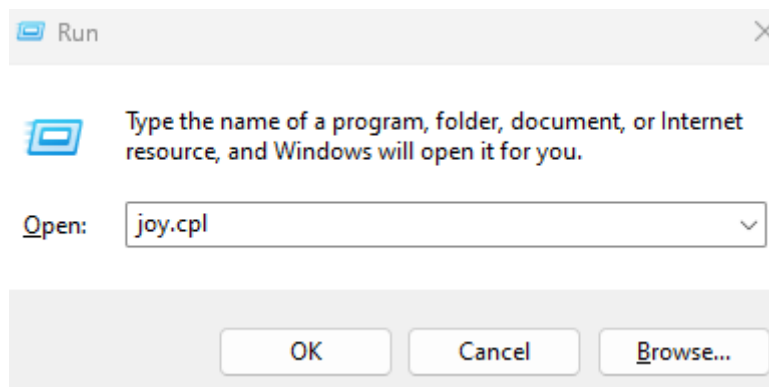 Run
Type the name of a program, folder, document, or Internet
resource, and Windows will open it for you.
Open: joy.cpl
OK Cancel Browse...